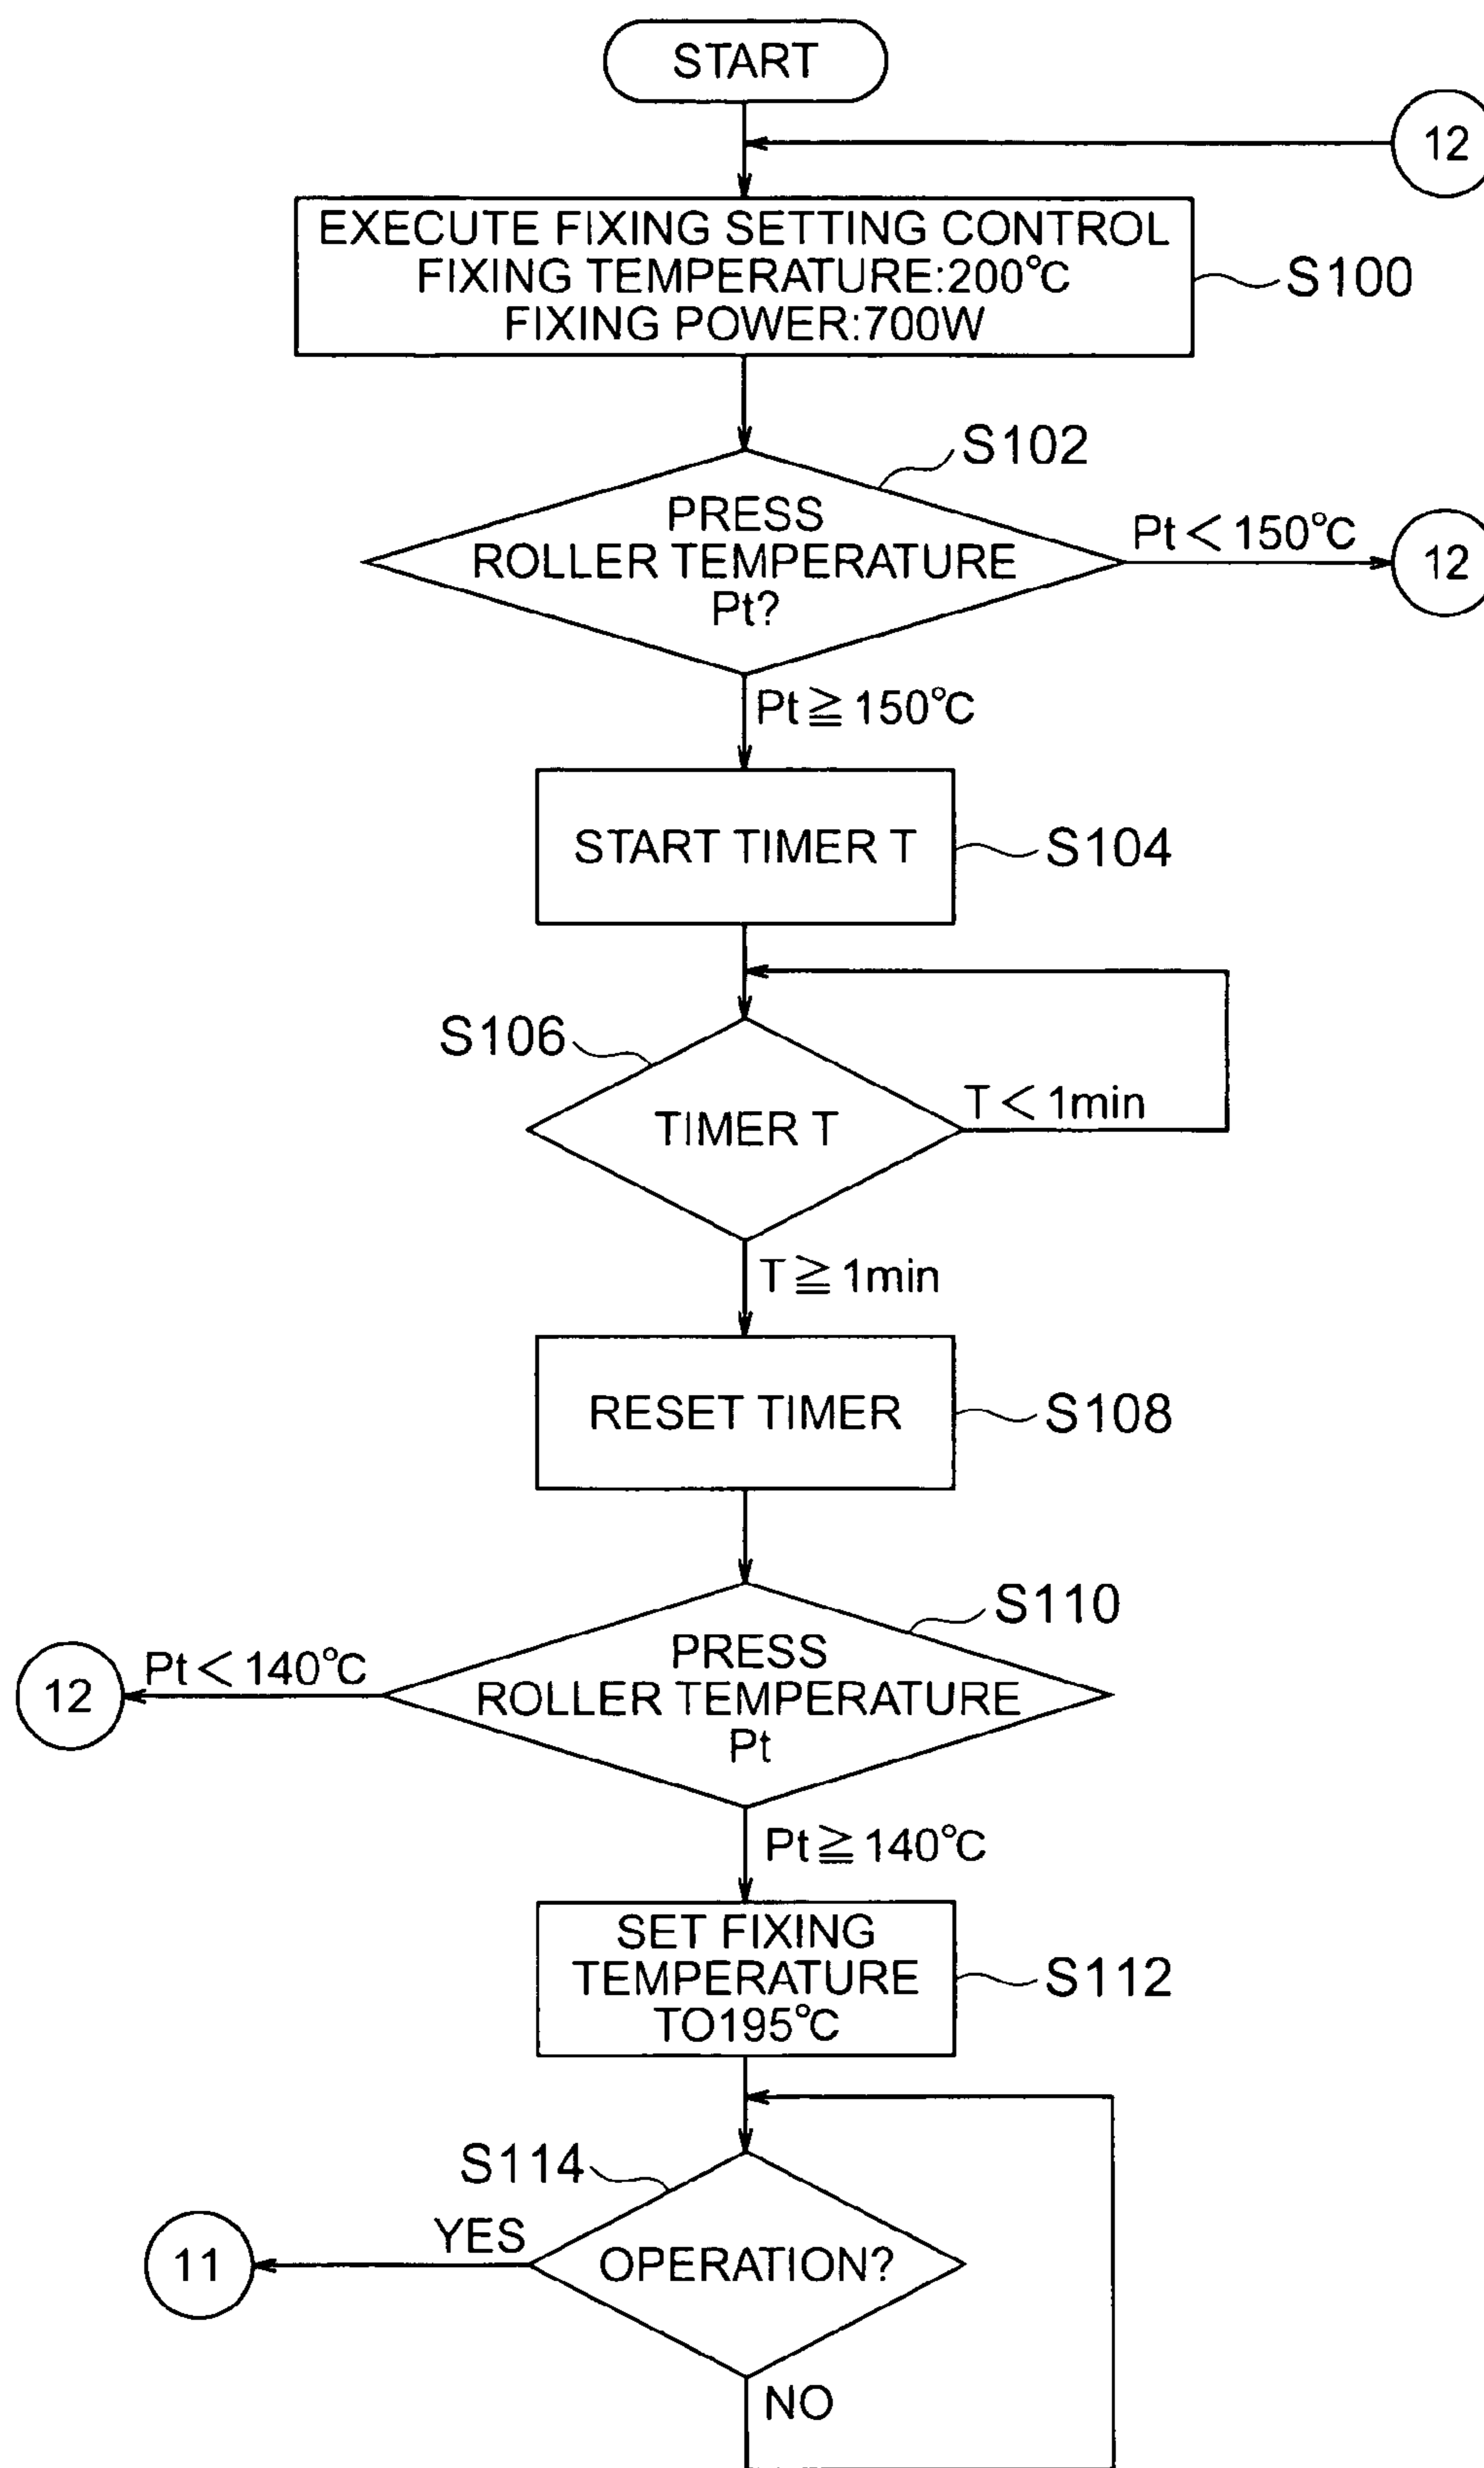 START
12
EXECUTE FIXING SETTING CONTROL
FIXING TEMPERATURE:200°C
FIXING POWER:700W
S100
S102
PRESS
ROLLER TEMPERATURE
Pt?
Pt<150°C
12
Pt≧150°C
START TIMER T
S104
S106
TIMER T
T<1min
T≧1min
RESET TIMER
S108
S110
PRESS
ROLLER TEMPERATURE
Pt
Pt<140°C
12
Pt≧140°C
SET FIXING
TEMPERATURE
TO195°C
S112
S114
OPERATION?
YES
11
NO